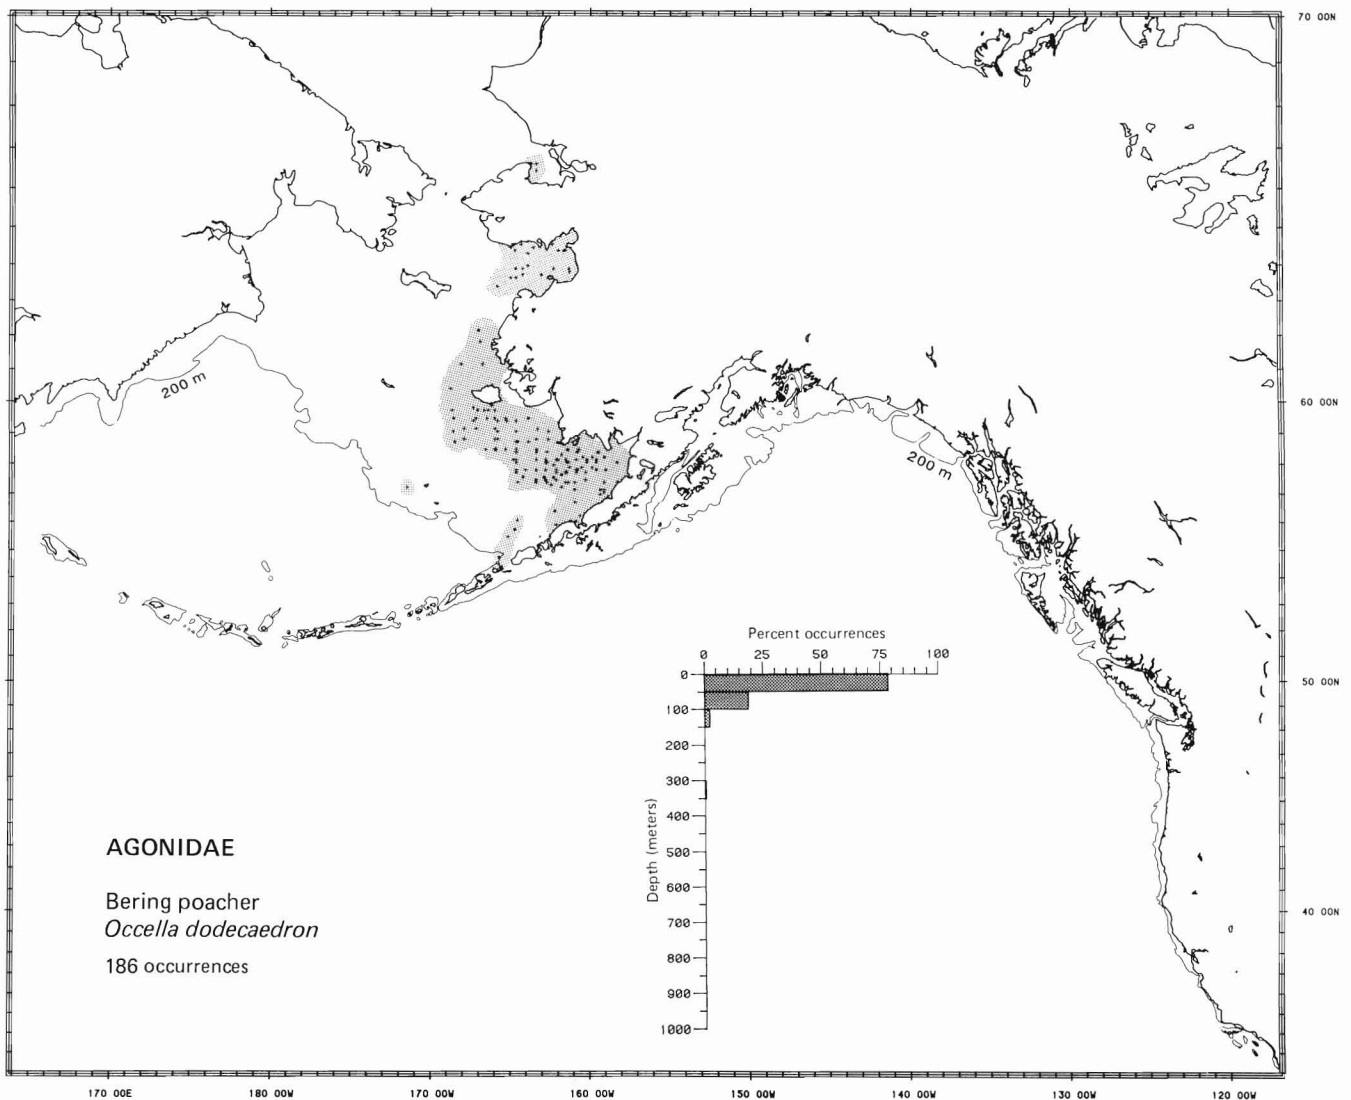 70 00N
200 m
60 00N
200 m
Percent occurrences
0 25 50 75 100
0
100
200
300
400
500
600
700
800
900
1000
Depth (meters)
50 00N
40 00N
AGONIDAE
Bering poacher
Occella dodecaedron
186 occurrences
170 00E 180 00W 170 00W 160 00W 150 00W 140 00W 130 00W 120 00W